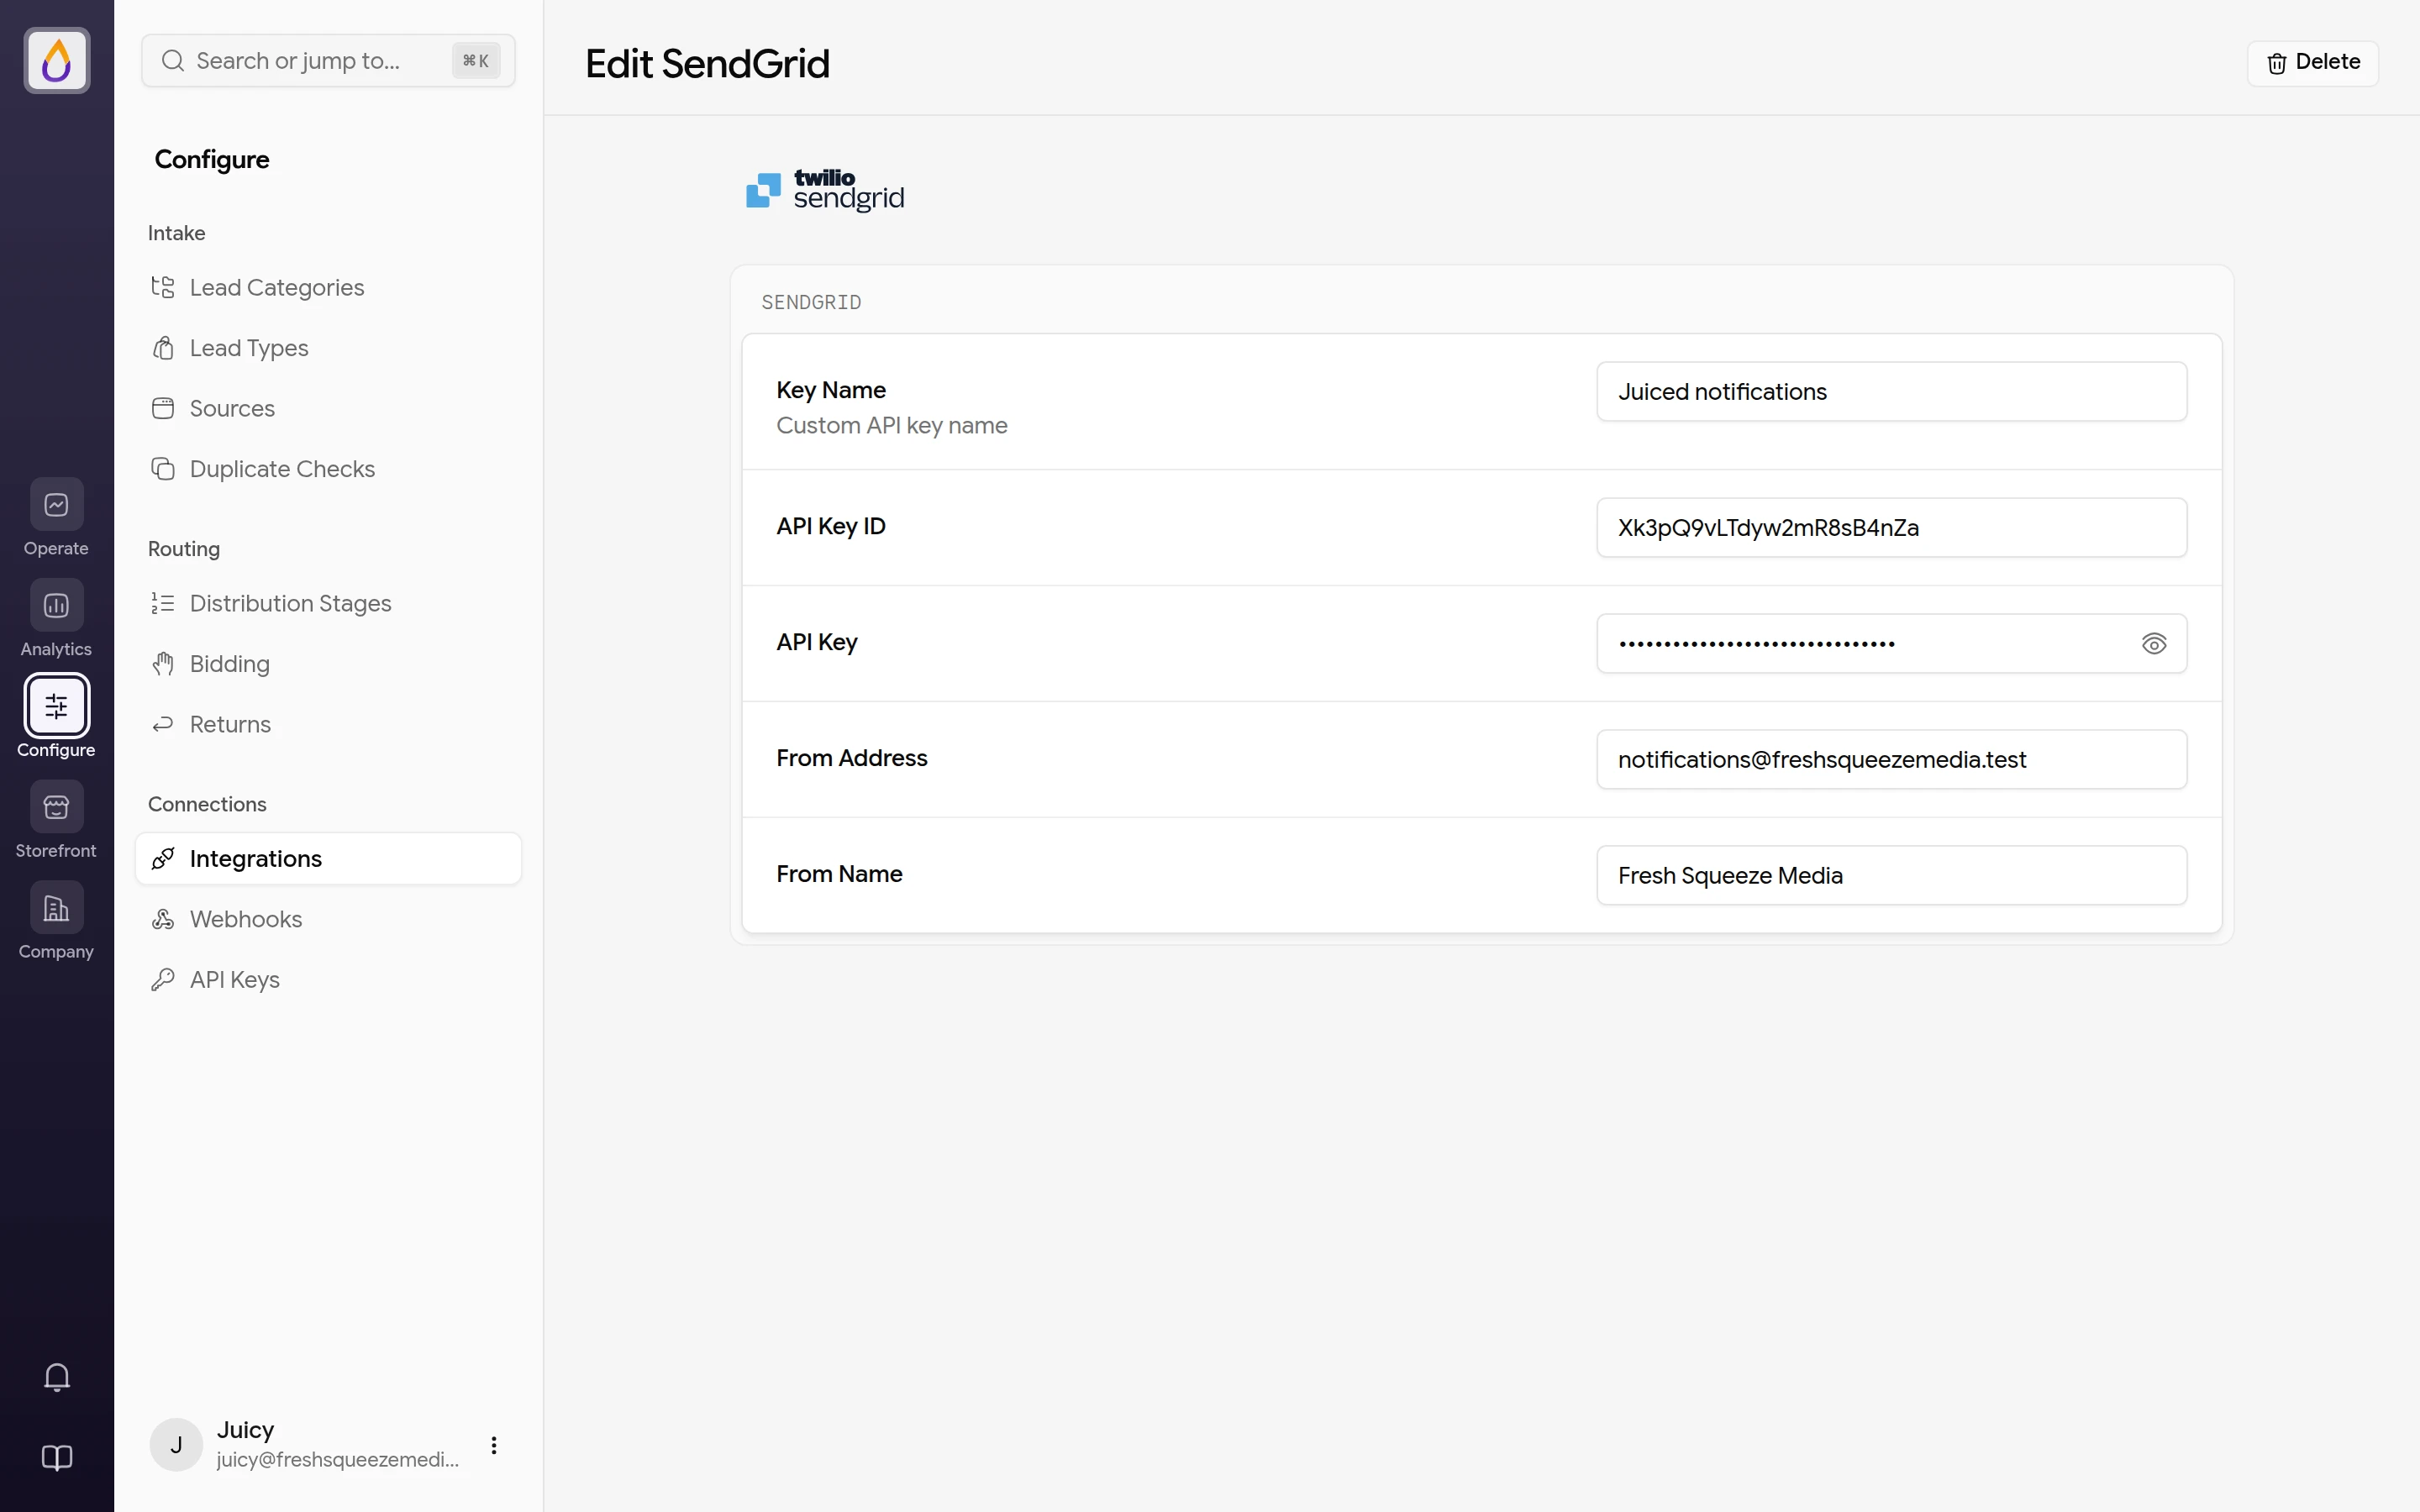 Search or jump to...
⌘ K
Configure
Intake
Lead Categories
Lead Types
Sources
Duplicate Checks
Routing
Distribution Stages
Bidding
Returns
Connections
Integrations
Webhooks
API Keys
Operate
Analytics
Configure
Storefront
Company
J
Juicy
juicy@freshsqueezemedi...
Edit SendGrid
Delete
twilio
sendgrid
SENDGRID
Key Name
Custom API key name
Juiced notifications
API Key ID
Xk3pQ9vLTdyw2mR8sB4nZa
API Key
•••••••••••••••••••••••••••••••
From Address
notifications@freshsqueezemedia.test
From Name
Fresh Squeeze Media